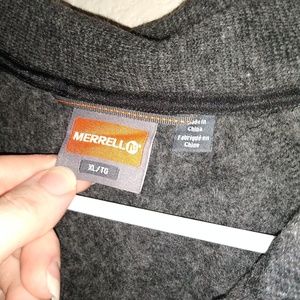 MERRELL
XL/TG
Made in
China
Fabriqué en
Chine